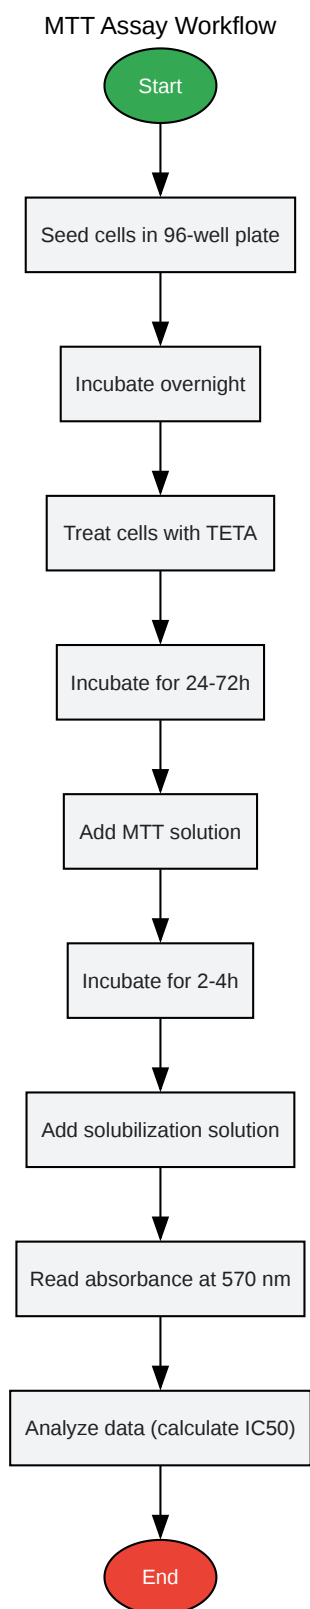 MTT Assay Workflow
Start
Seed cells in 96-well plate
Incubate overnight
Treat cells with TETA
Incubate for 24-72h
Add MTT solution
Incubate for 2-4h
Add solubilization solution
Read absorbance at 570 nm
Analyze data (calculate IC50)
End